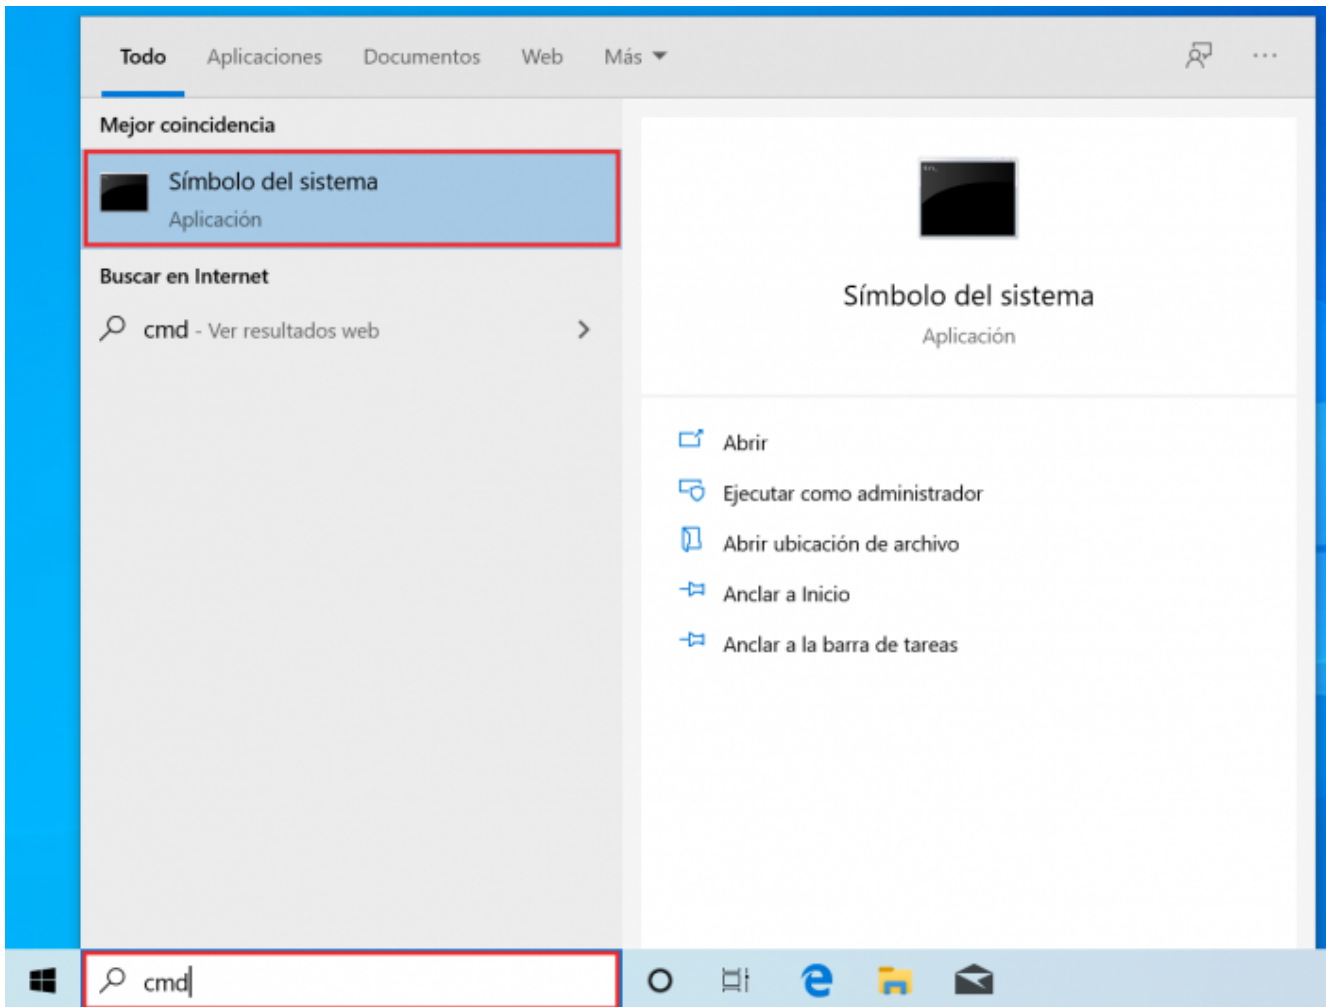 Todo Aplicaciones Documentos Web Más
Mejor coincidencia
Símbolo del sistema
Aplicación
Buscar en Internet
cmd - Ver resultados web
Símbolo del sistema
Aplicación
Abrir
Ejecutar como administrador
Abrir ubicación de archivo
Anclar a Inicio
Anclar a la barra de tareas
cmd